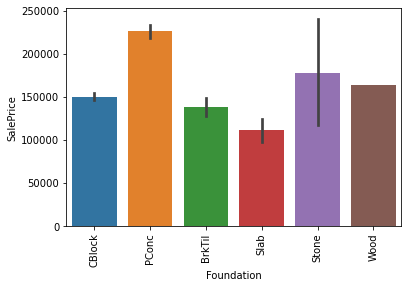 250000
200000
150000
100000
50000
0
SalePrice
CBlock
PConc
BrkTil
Slab
Stone
Wood
Foundation